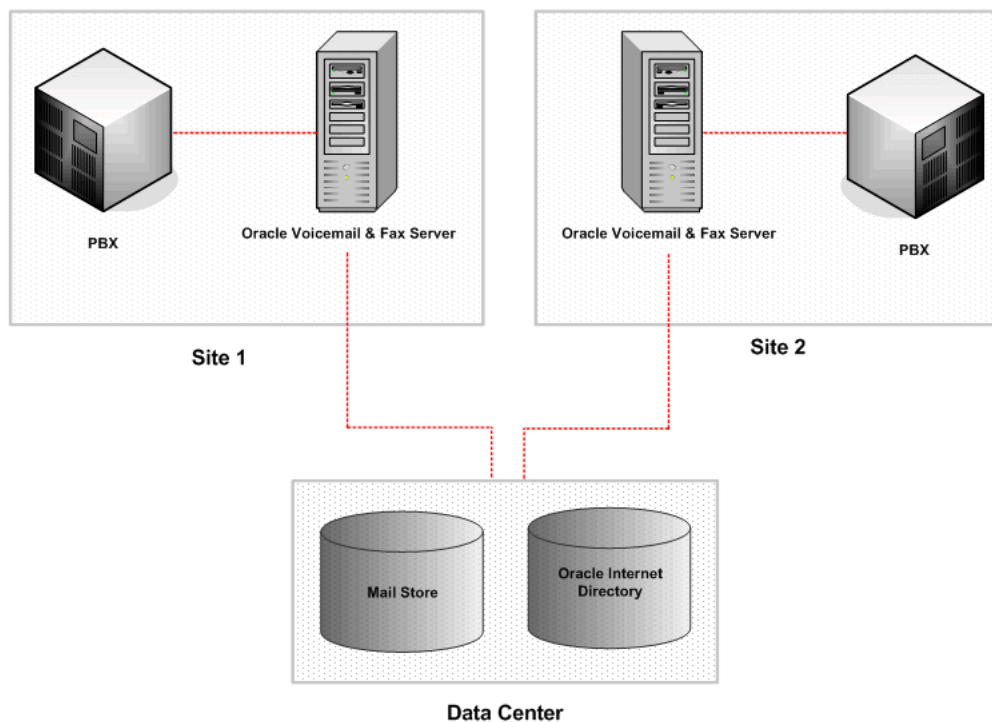 PBX
Oracle Voicemail & Fax Server
Site 1
Oracle Voicemail & Fax Server
PBX
Site 2
Mail Store
Oracle Internet
Directory
Data Center